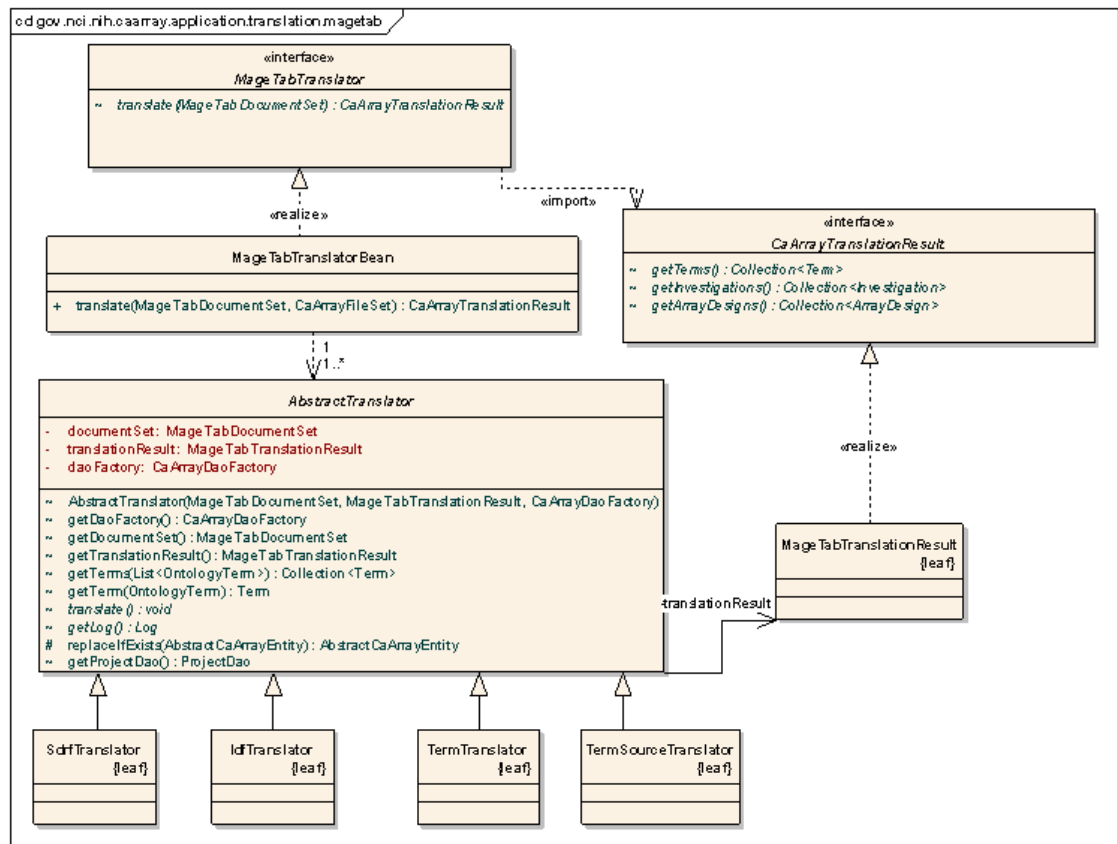 cd gov.nci.nih.caarray.application.translation.magetab
«interface»
MageTabTranslator
~ translate(MageTabDocumentSet) : CaArrayTranslationResult
«realize»
«import»
«interface»
CaArrayTranslationResult
~ getTerms() : Collection<Term>
~ getInvestigations() : Collection<Investigation>
~ getArrayDesigns() : Collection<ArrayDesign>
MageTabTranslatorBean
+ translate(MageTabDocumentSet, CaArrayFileSet) : CaArrayTranslationResult
1
1..*
AbstractTranslator
- documentSet: MageTabDocumentSet
- translationResult: MageTabTranslationResult
- daoFactory: CaArrayDaoFactory
~ AbstractTranslator(MageTabDocumentSet, MageTabTranslationResult, CaArrayDaoFactory)
~ getDaoFactory() : CaArrayDaoFactory
~ getDocumentSet() : MageTabDocumentSet
~ getTranslationResult() : MageTabTranslationResult
~ getTerms(List<OntologyTerm>) : Collection<Term>
~ getTerm(OntologyTerm) : Term
~ translate() : void
~ getLog() : Log
# replaceIfExists(AbstractCaArrayEntity) : AbstractCaArrayEntity
~ getProjectDao() : ProjectDao
«realize»
MageTabTranslationResult
{leaf}
-translationResult
SdrfTranslator
{leaf}
IdfTranslator
{leaf}
TermTranslator
{leaf}
TermSourceTranslator
{leaf}